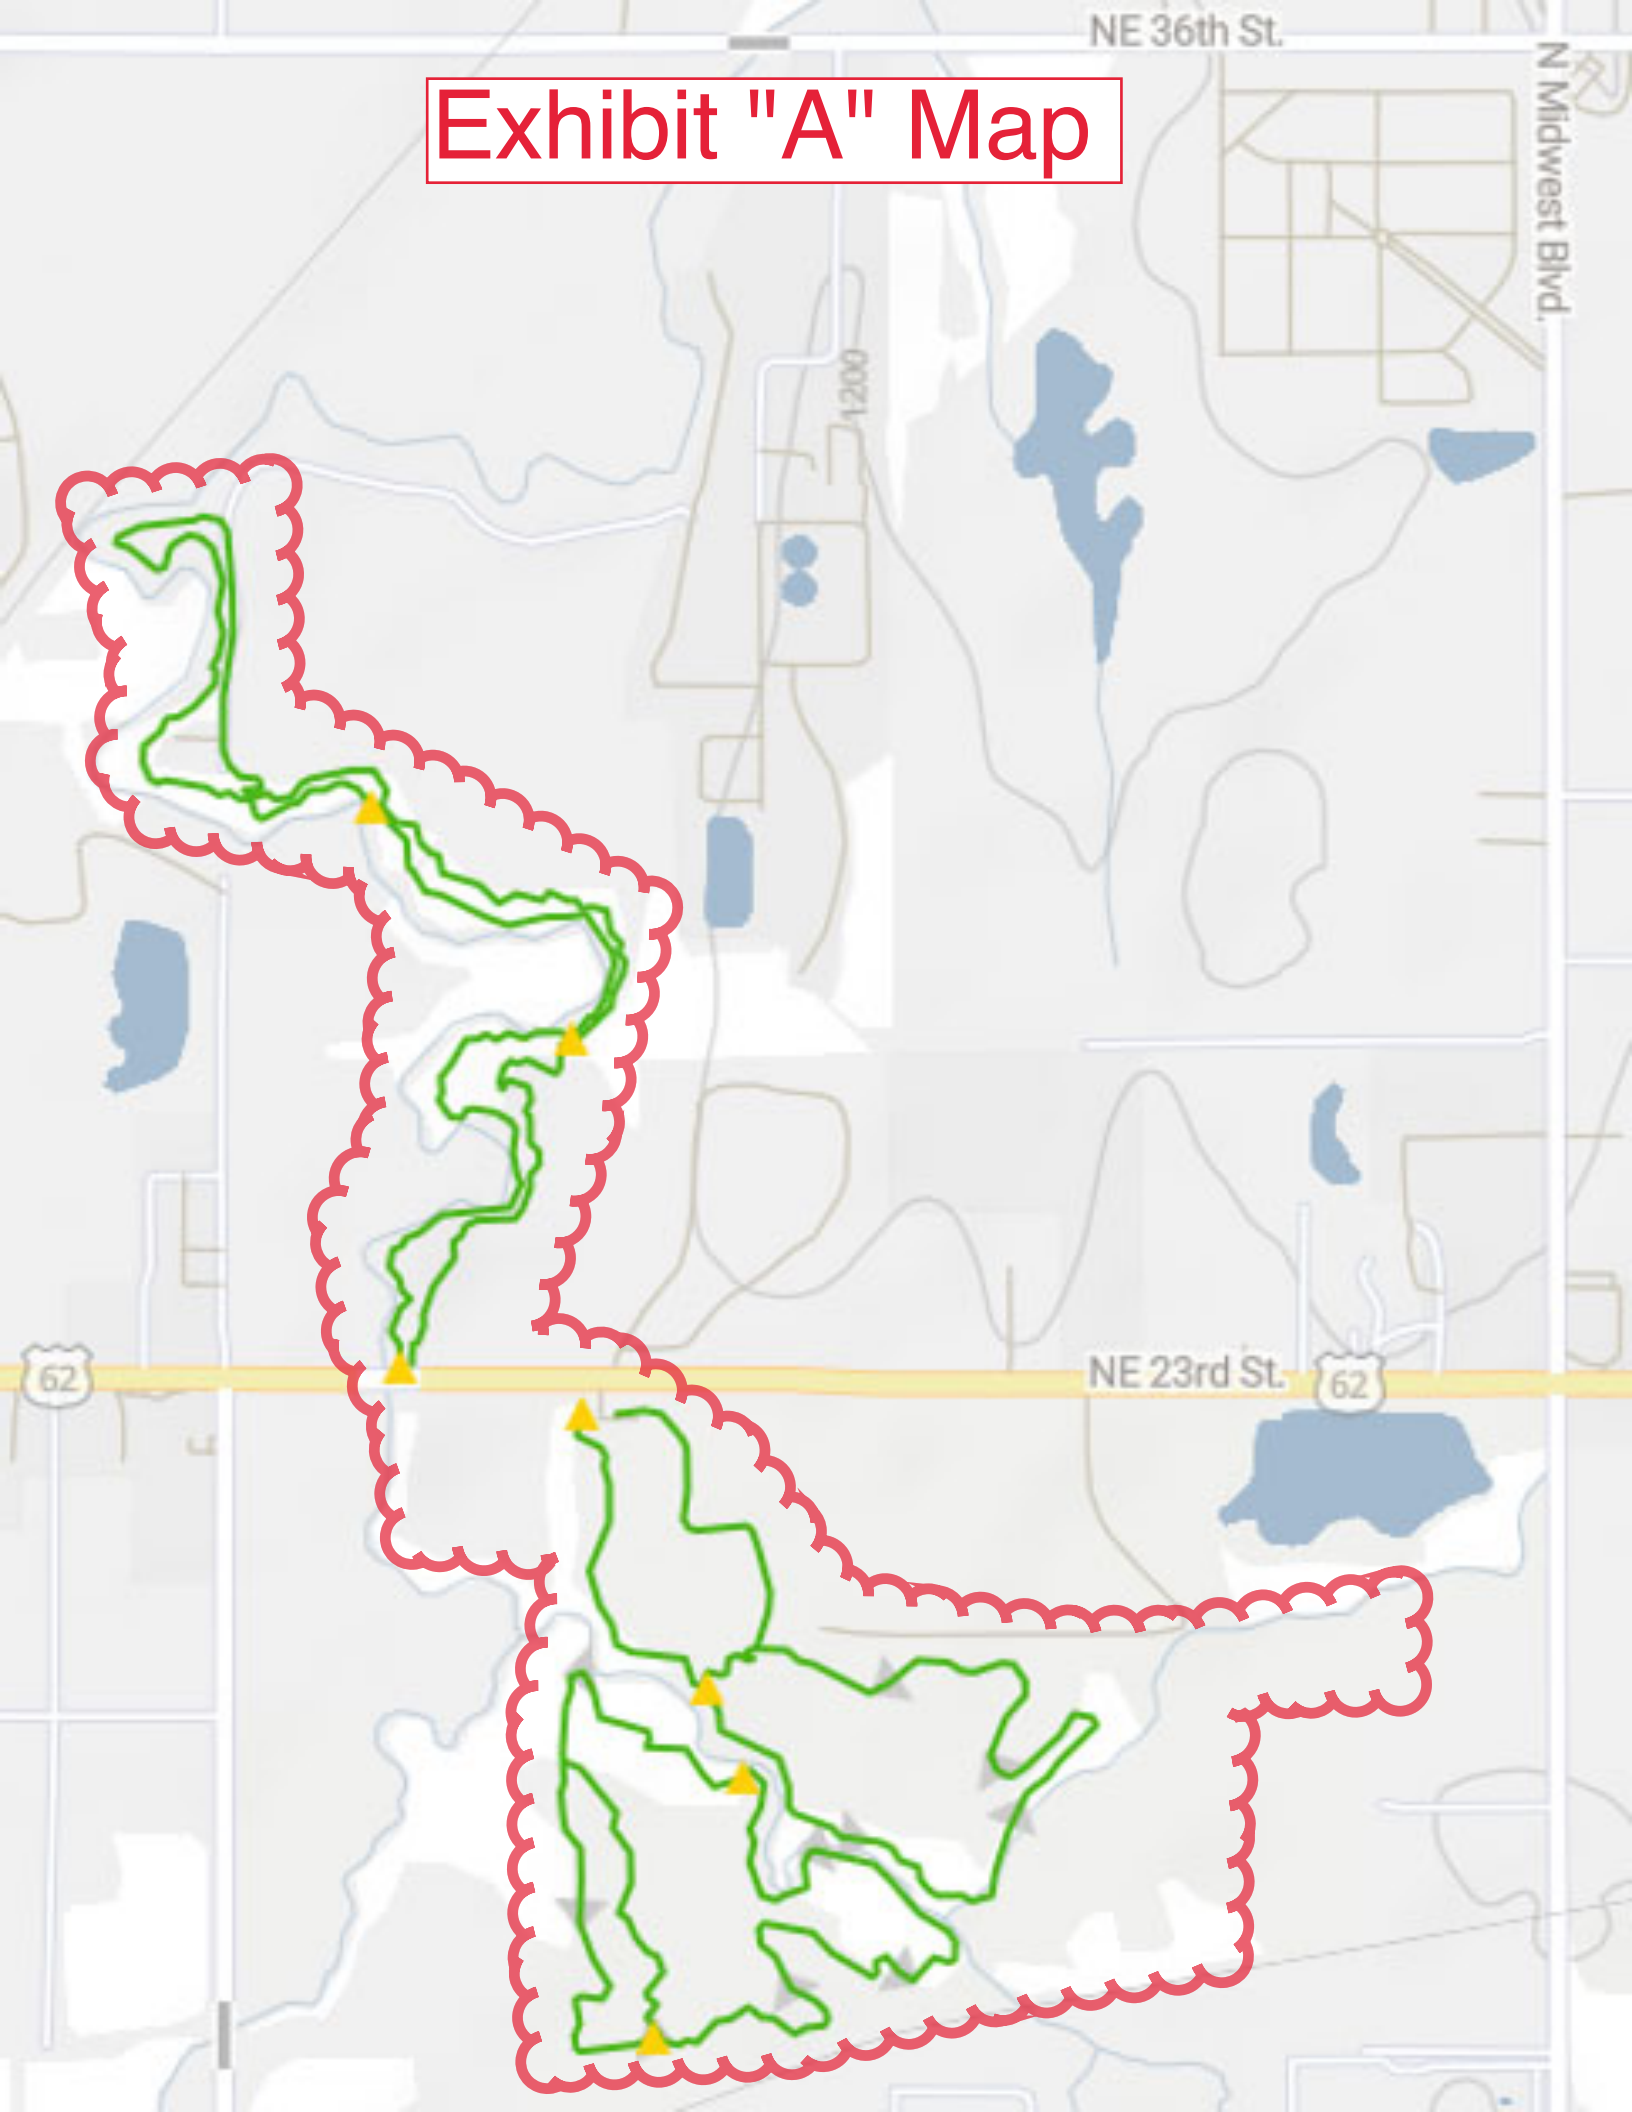 NE 36th St.
N Midwest Blvd.
Exhibit "A" Map
1200
62
NE 23rd St.
62